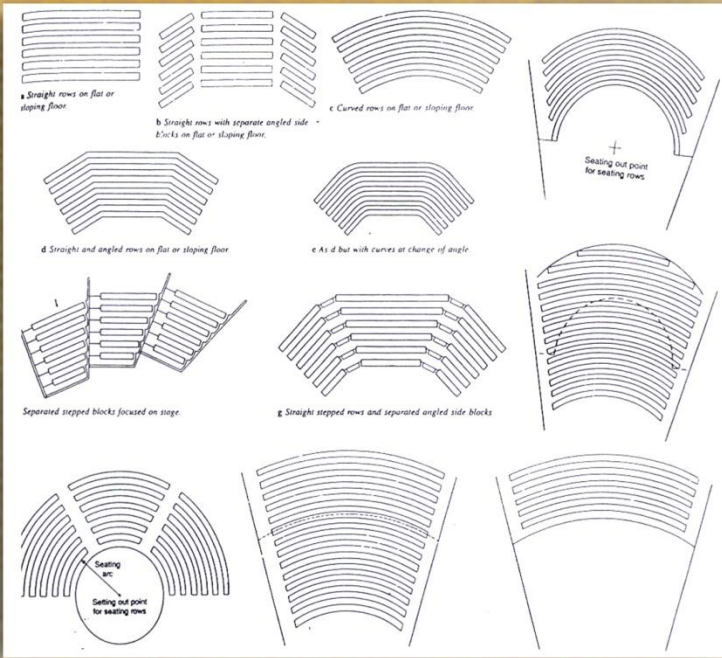 a Straight rows on flat or
sloping floor.
b Straight rows with separate angled side
blocks on flat or sloping floor.
c Curved rows on flat or sloping floor.
Seating out point
for seating rows
d Straight and angled rows on flat or sloping floor
e As d but with curves at change of angle.
Separated stepped blocks focused on stage.
g Straight stepped rows and separated angled side blocks
Seating
arc
Setting out point
for seating rows